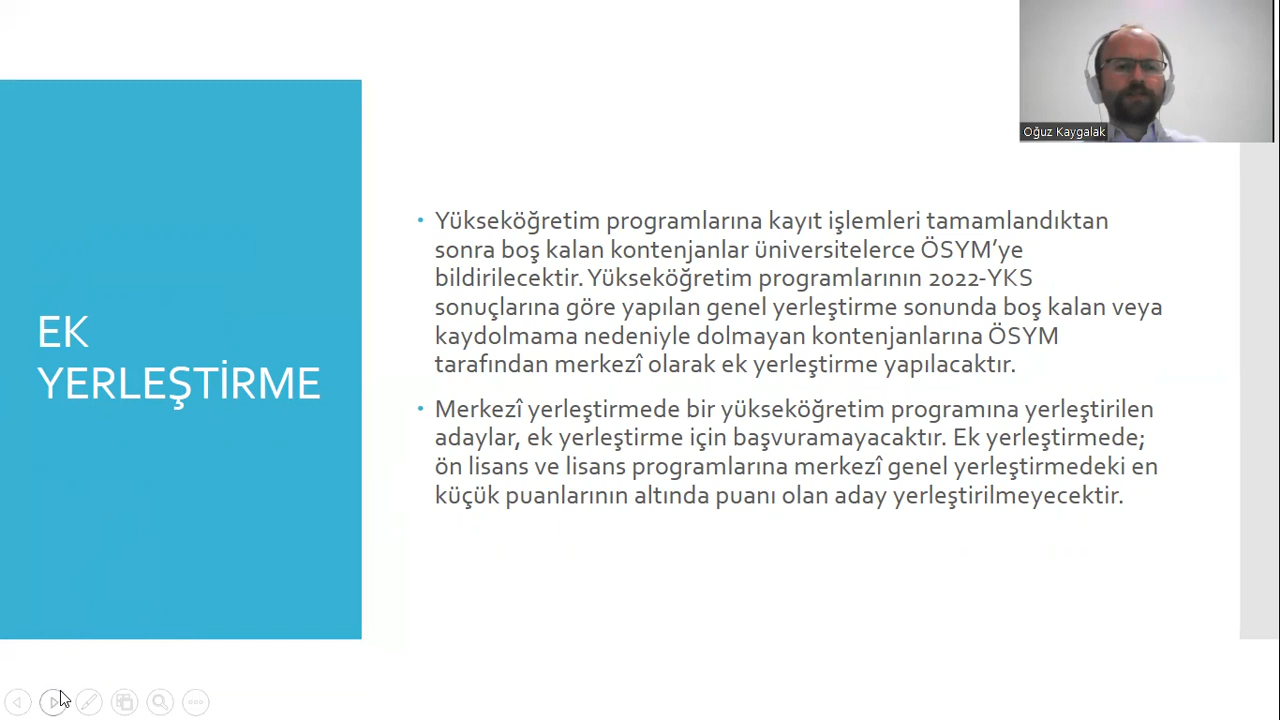 Oğuz Kaygalak
EK
YERLEŞTİRME
• Yükseköğretim programlarına kayıt işlemleri tamamlandıktan
sonra boş kalan kontenjanlar üniversitelerce ÖSYM’ye
bildirilecektir. Yükseköğretim programlarının 2022-YKS
sonuçlarına göre yapılan genel yerleştirme sonunda boş kalan veya
kaydolmama nedeniyle dolmayan kontenjanlarına ÖSYM
tarafından merkezî olarak ek yerleştirme yapılacaktır.
• Merkezî yerleştirmede bir yükseköğretim programına yerleştirilen
adaylar, ek yerleştirme için başvuramayacaktır. Ek yerleştirmede;
ön lisans ve lisans programlarına merkezî genel yerleştirmedeki en
küçük puanlarının altında puanı olan aday yerleştirilmeyecektir.